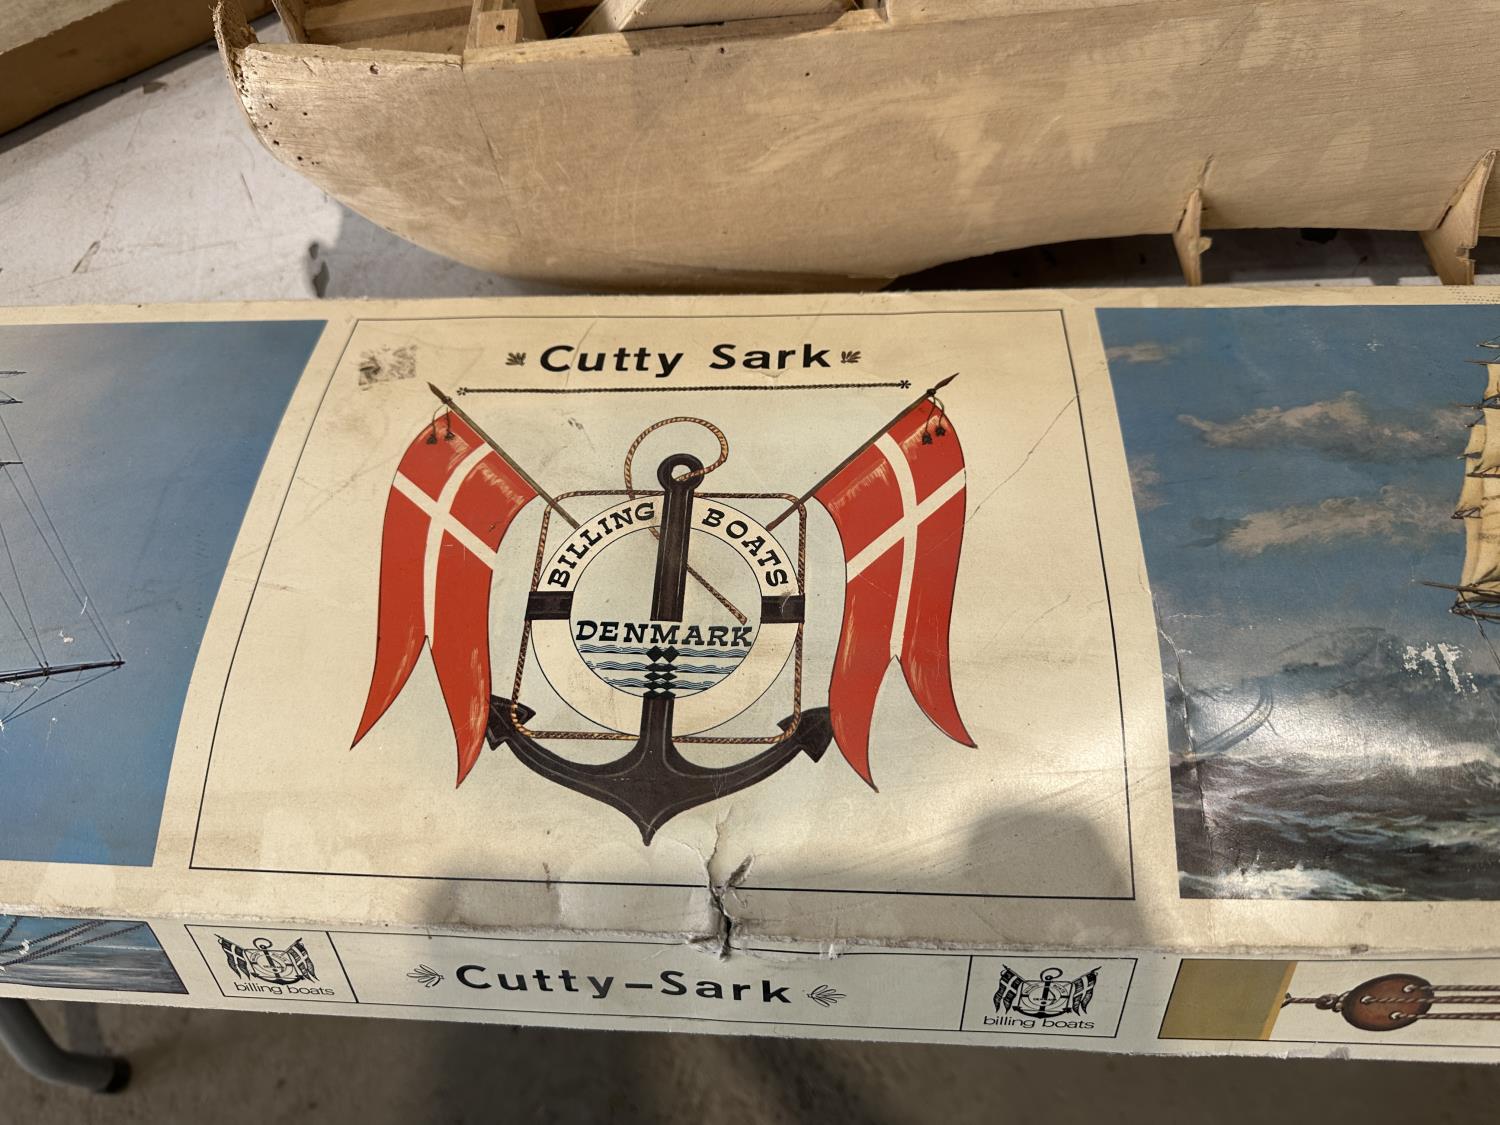 Cutty Sark
BILLING BOATS
DENMARK
billing boats
Cutty-Sark
billing boats